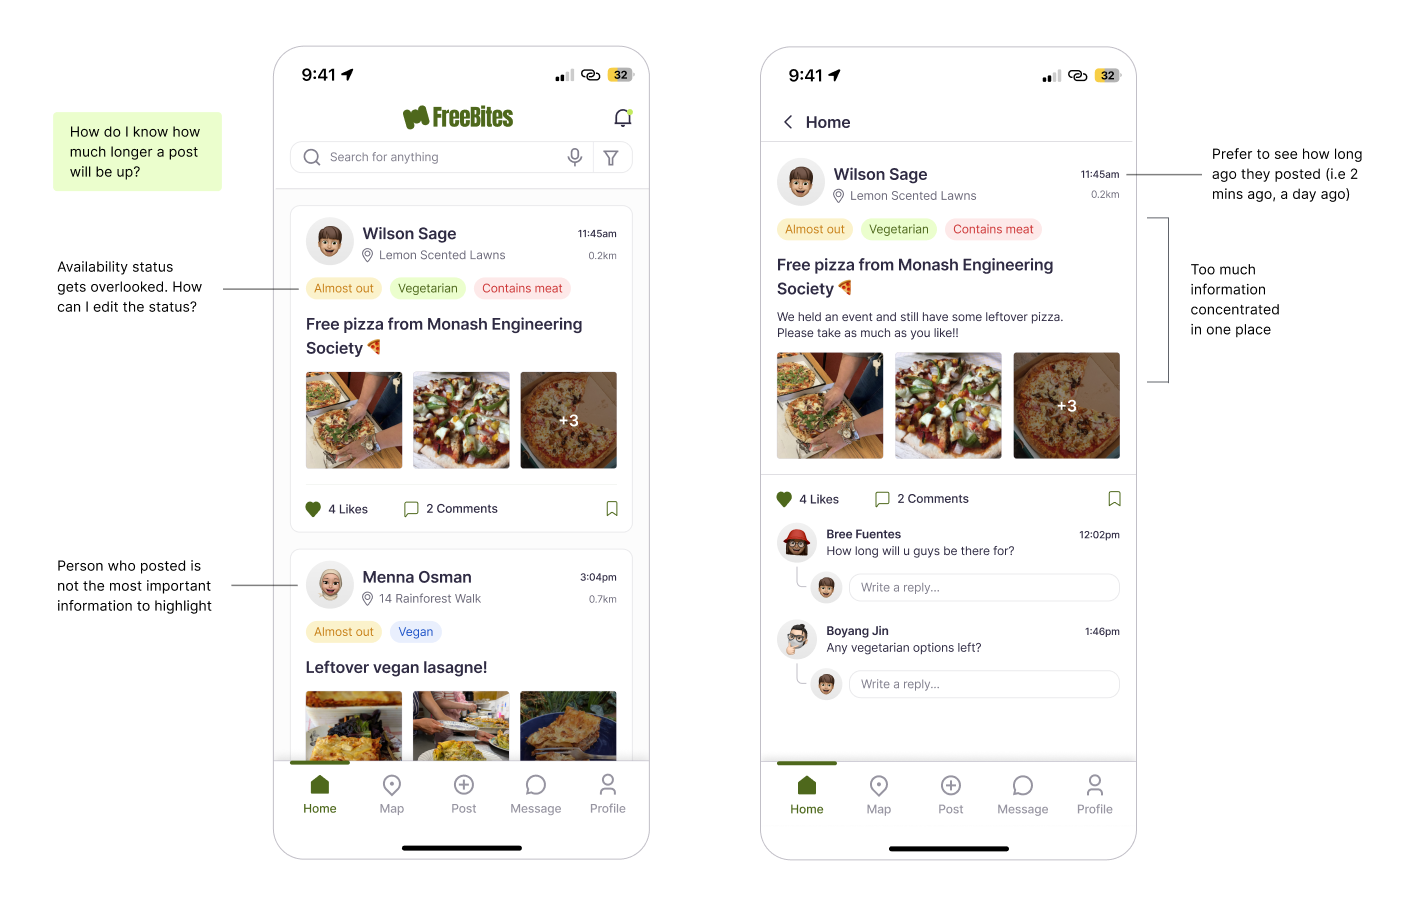 How do I know how
much longer a post
will be up?
Availability status
gets overlooked. How
can I edit the status?
Person who posted is
not the most important
information to highlight
9:41
32
FreeBites
Search for anything
Wilson Sage
11:45am
Lemon Scented Lawns
0.2km
Almost out
Vegetarian
Contains meat
Free pizza from Monash Engineering
Society
+3
4 Likes
2 Comments
Menna Osman
3:04pm
14 Rainforest Walk
0.7km
Almost out
Vegan
Leftover vegan lasagne!
Home
Map
Post
Message
Profile
9:41
32
Home
Wilson Sage
11:45am
Lemon Scented Lawns
0.2km
Almost out
Vegetarian
Contains meat
Free pizza from Monash Engineering
Society
We held an event and still have some leftover pizza.
Please take as much as you like!!
+3
4 Likes
2 Comments
Bree Fuentes
12:02pm
How long will u guys be there for?
Write a reply...
Boyang Jin
1:46pm
Any vegetarian options left?
Write a reply...
Home
Map
Post
Message
Profile
Prefer to see how long
ago they posted (i.e 2
mins ago, a day ago)
Too much
information
concentrated
in one place